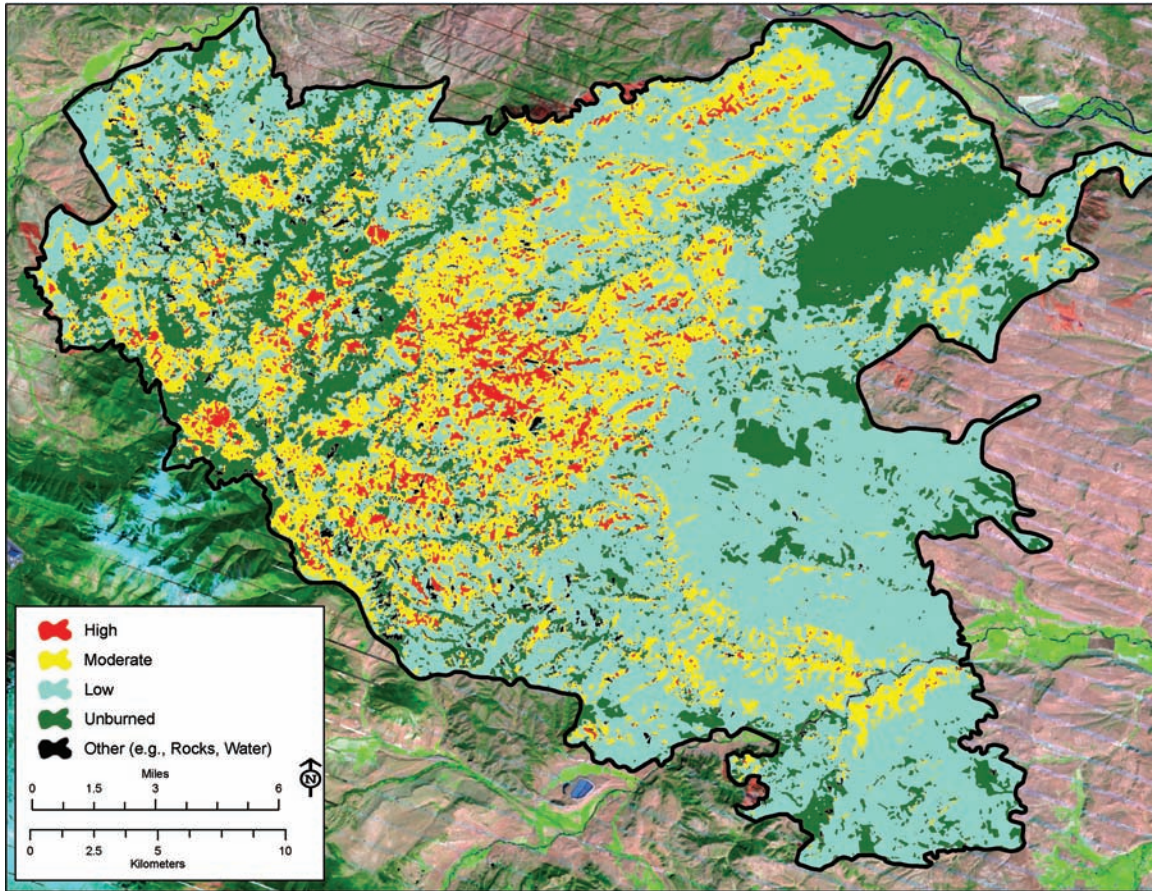 High
Moderate
Low
Unburned
Other (e.g., Rocks, Water)
Miles
0 1.5 3 6
N
0 2.5 5 10
Kilometers